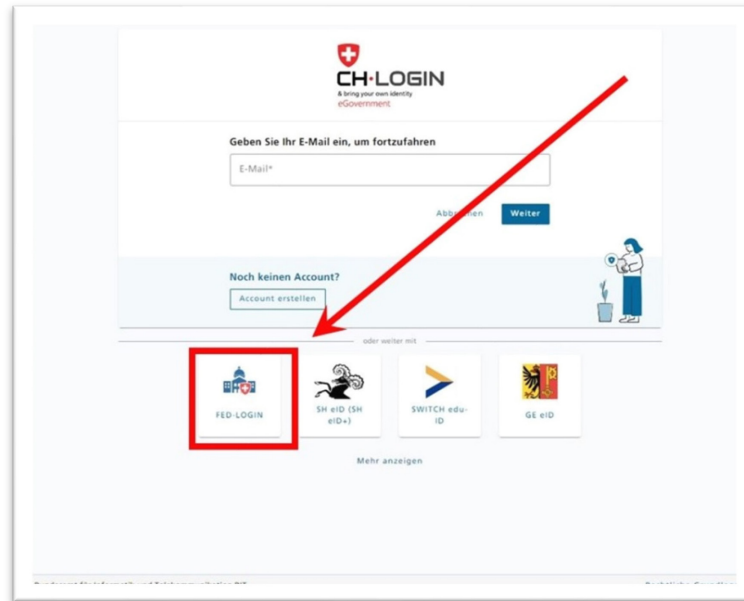 CH·LOGIN
& bring your own identity
eGovernment
Geben Sie Ihr E-Mail ein, um fortzufahren
E-Mail*
Weiter
Noch keinen Account?
Account erstellen
oder weiter mit
FED-LOGIN
SH eID (SH
eID+)
SWITCH edu-
ID
GE eID
Mehr anzeigen